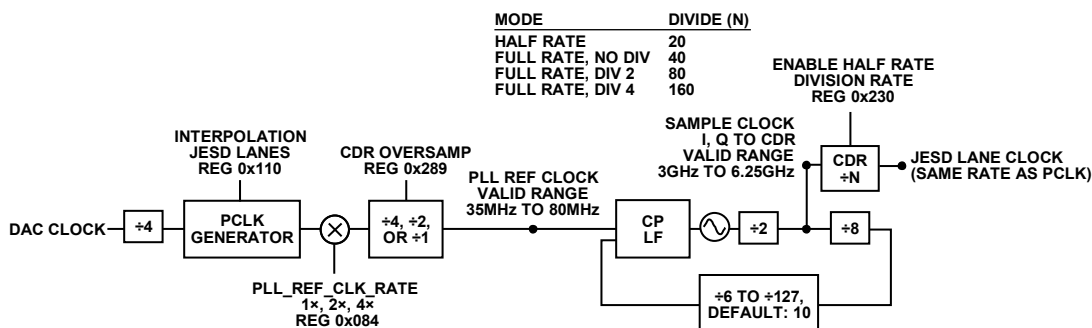 MODE DIVIDE (N)
HALF RATE 20
FULL RATE, NO DIV 40
FULL RATE, DIV 2 80
FULL RATE, DIV 4 160
ENABLE HALF RATE
DIVISION RATE
REG 0x230
INTERPOLATION
JESD LANES
REG 0x110
CDR OVERSAMP
REG 0x289
PLL REF CLOCK
VALID RANGE
35MHz TO 80MHz
SAMPLE CLOCK
I, Q TO CDR
VALID RANGE
3GHz TO 6.25GHz
CDR
÷N
JESD LANE CLOCK
(SAME RATE AS PCLK)
DAC CLOCK
÷4
PCLK
GENERATOR
÷4, ÷2,
OR ÷1
CP
LF
÷2
÷8
PLL_REF_CLK_RATE
1×, 2×, 4×
REG 0x084
÷6 TO ÷127,
DEFAULT: 10